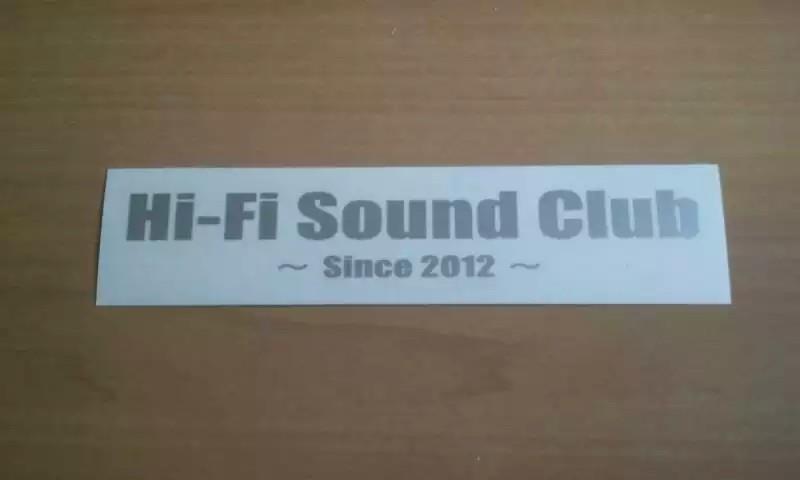 Hi-Fi Sound Club
～ Since 2012 ～